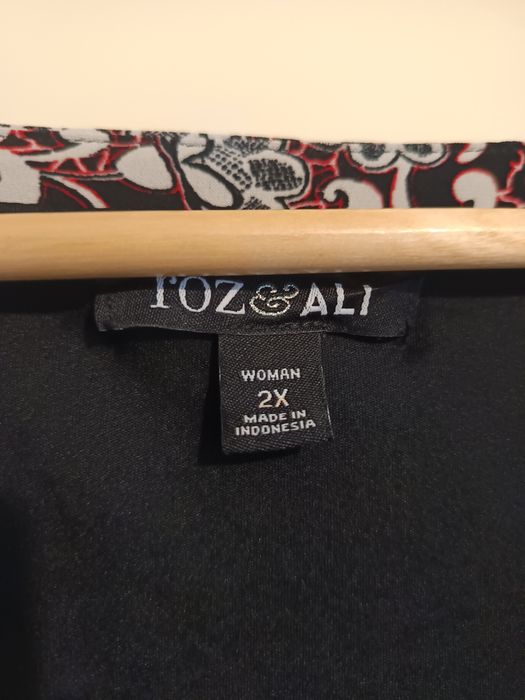 roz & ALI
WOMAN
2X
MADE IN
INDONESIA